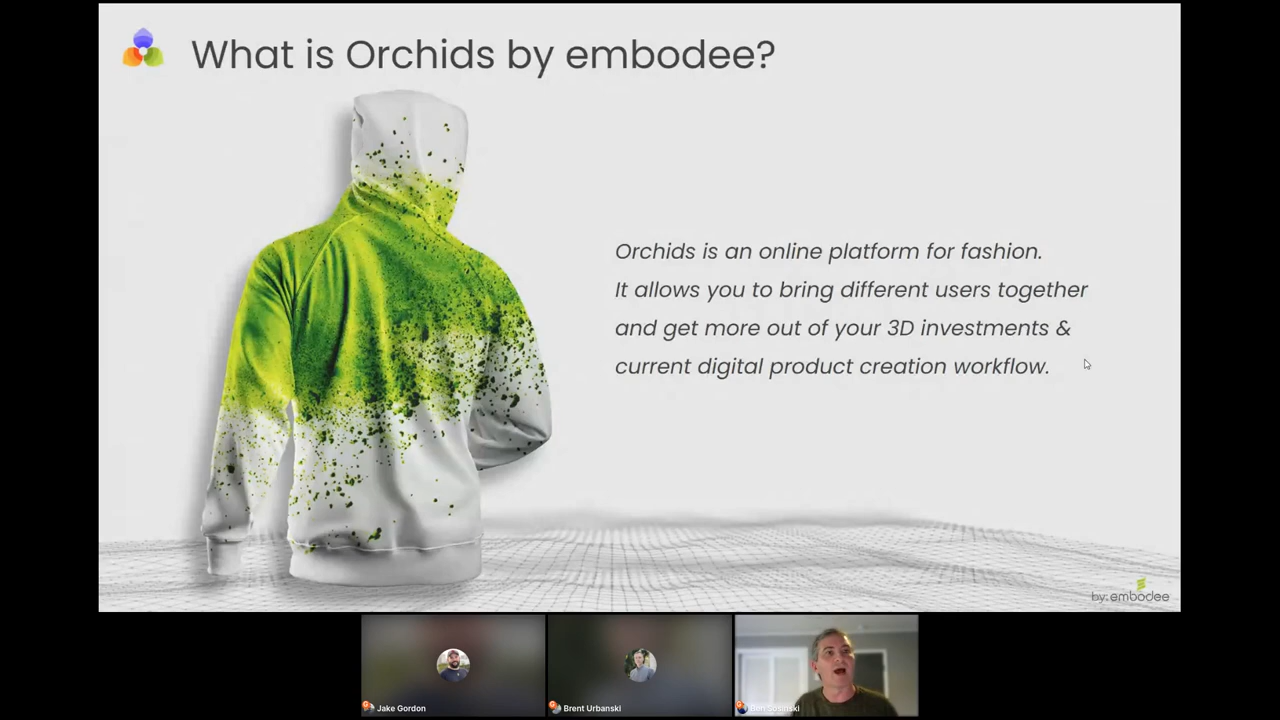 What is Orchids by embodee?
Orchids is an online platform for fashion.
It allows you to bring different users together
and get more out of your 3D investments &
current digital product creation workflow.
by: embodee
Jake Gordon
Brent Urbanski
Ben Sosinski